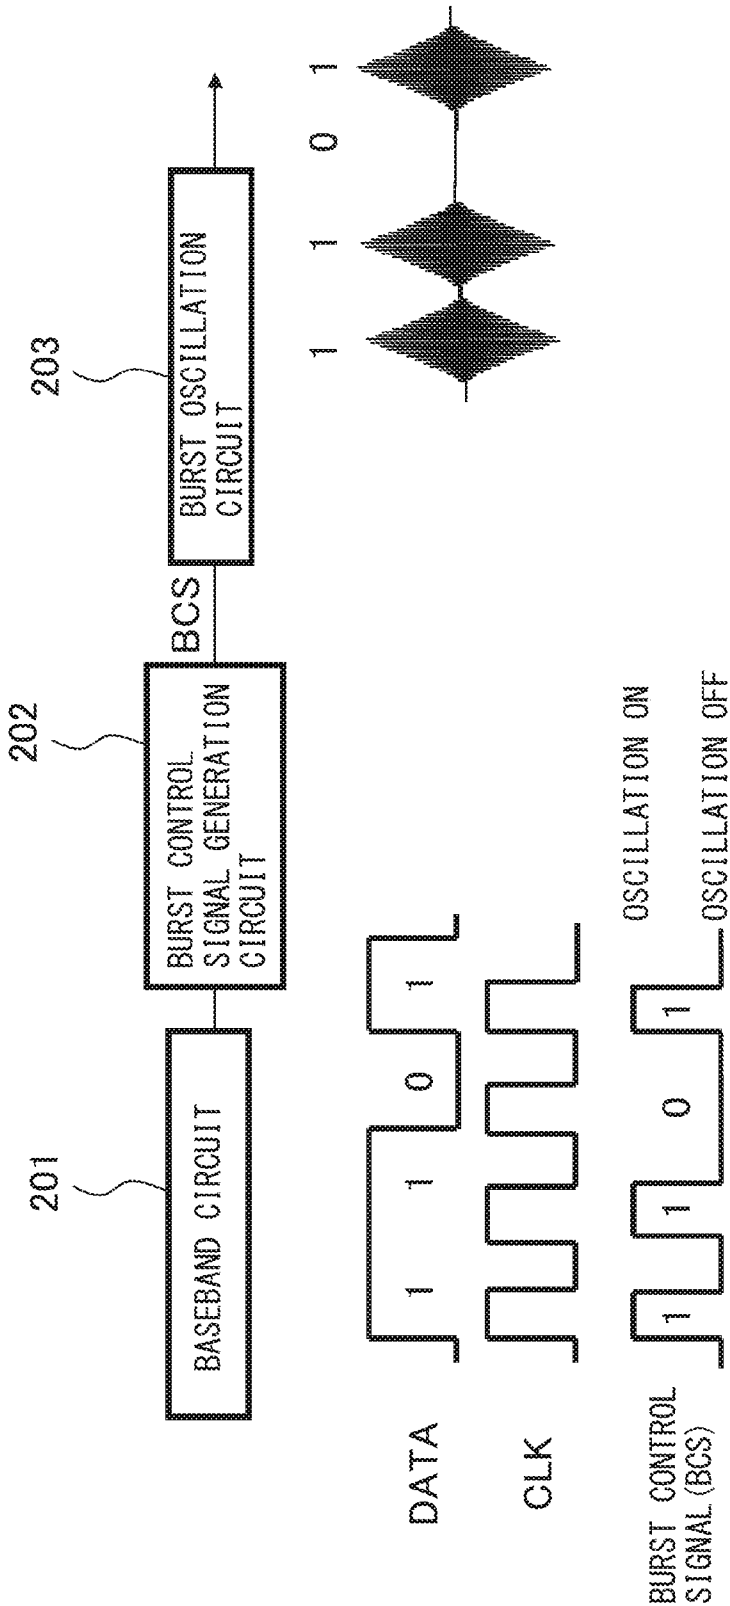 201
202
203
BASEBAND CIRCUIT
BURST CONTROL
SIGNAL GENERATION
CIRCUIT
BCS
BURST OSCILLATION
CIRCUIT
1 1 0 1
DATA
1 1 0 1
CLK
BURST CONTROL
SIGNAL(BCS)
1 1 0 1
OSCILLATION ON
OSCILLATION OFF